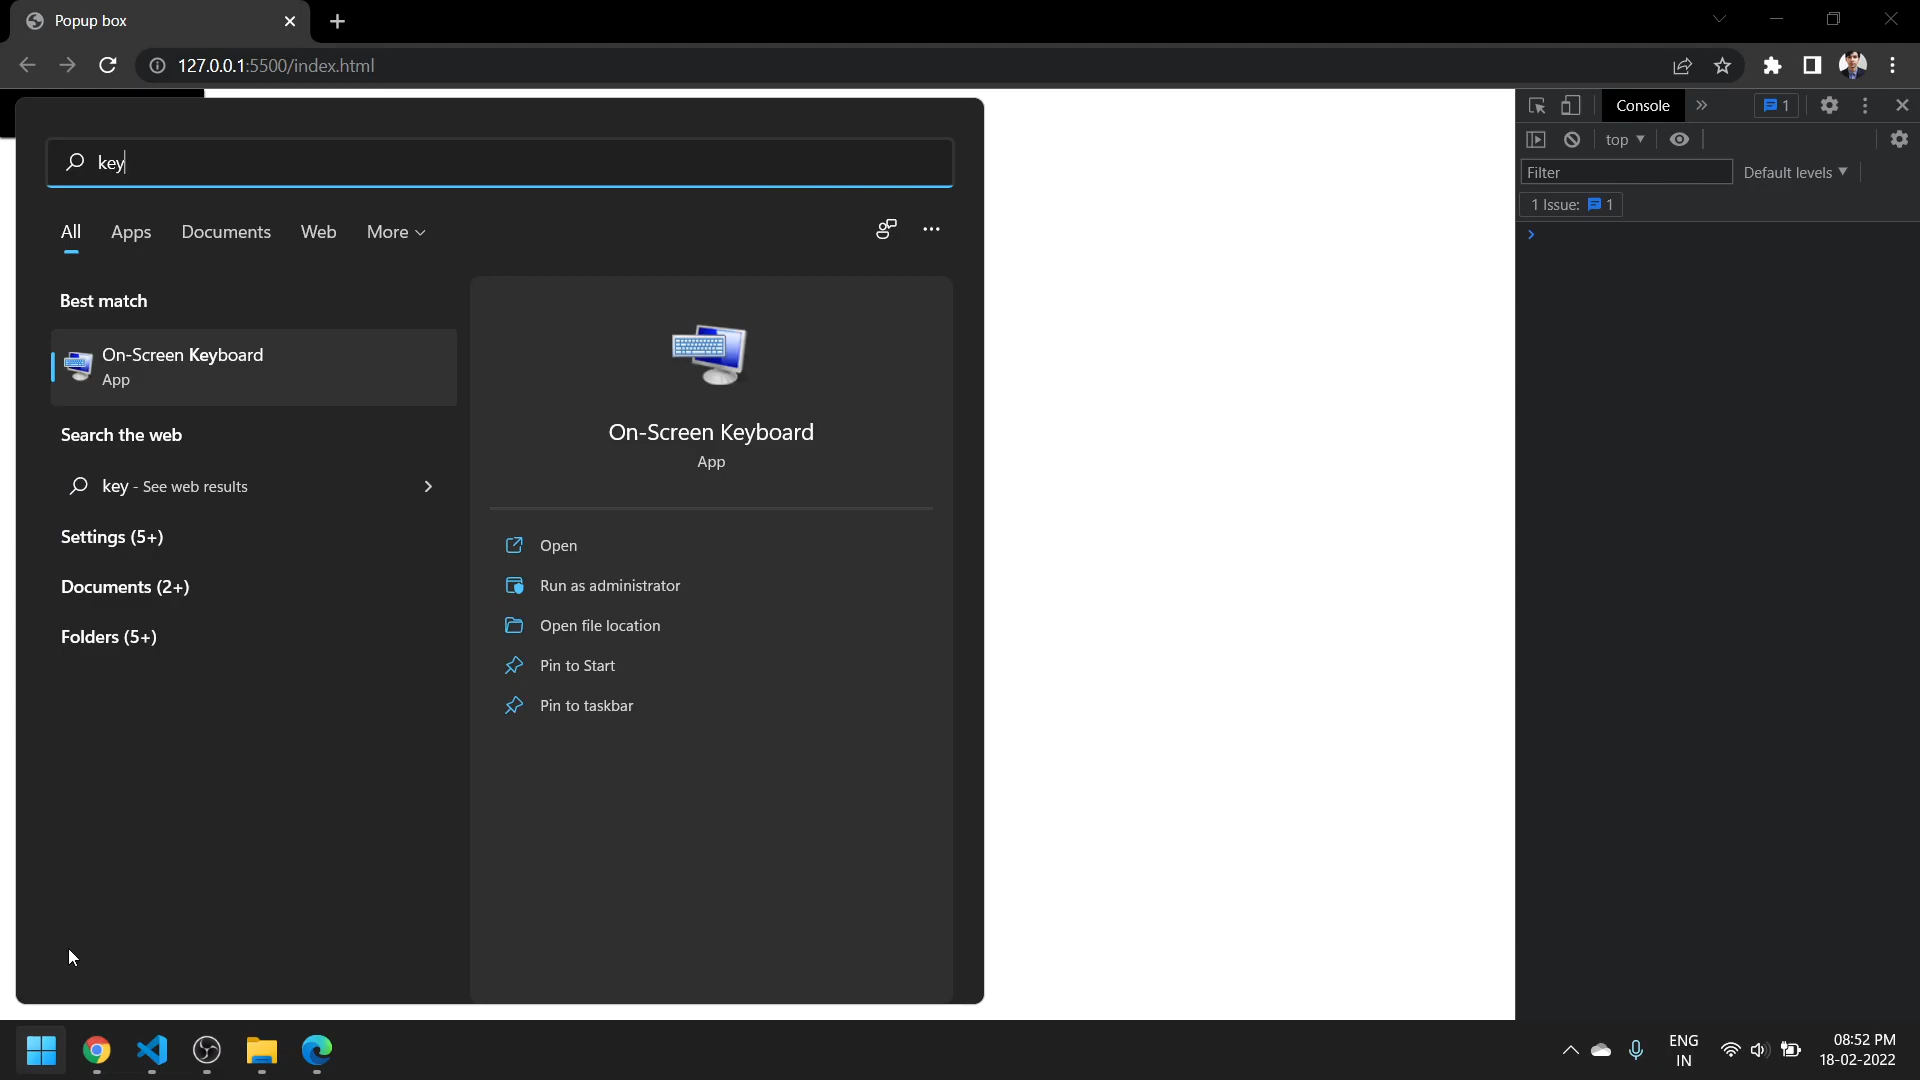 Popup box
127.0.0.1:5500/index.html
key
All Apps Documents Web More
Best match
On-Screen Keyboard
App
Search the web
key - See web results
Settings (5+)
Documents (2+)
Folders (5+)
On-Screen Keyboard
App
Open
Run as administrator
Open file location
Pin to Start
Pin to taskbar
Console 1
top
Filter Default levels
1 Issue: 1
ENG
IN
08:52 PM
18-02-2022